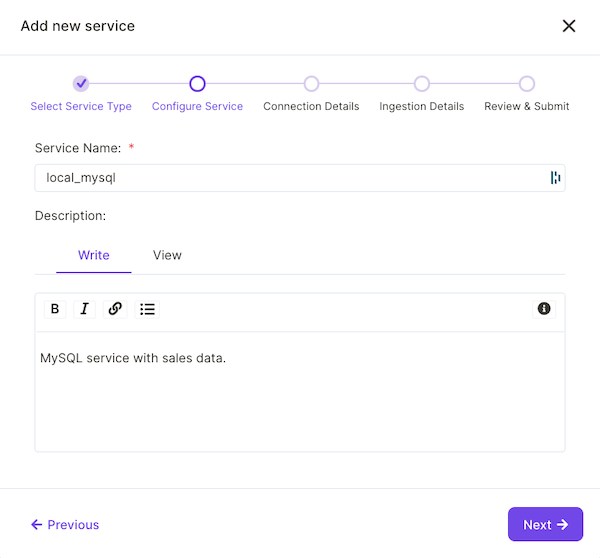 Add new service
Select Service Type
Configure Service
Connection Details
Ingestion Details
Review & Submit
Service Name: *
local_mysql
Description:
Write
View
B I
MySQL service with sales data.
Previous
Next